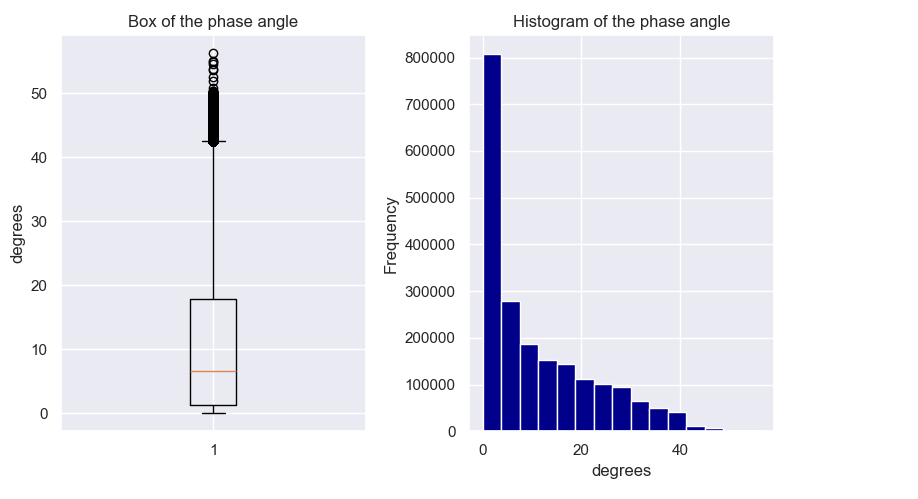 Box of the phase angle
degrees
50
40
30
20
10
0
1
Histogram of the phase angle
Frequency
800000
700000
600000
500000
400000
300000
200000
100000
0
0 20 40
degrees